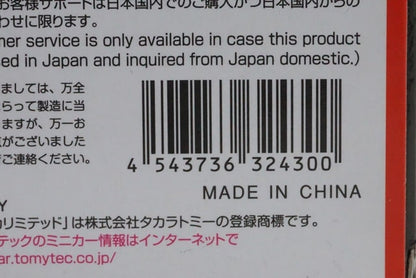 お客様サポートは日本国内でのご購入かつ日本国内からの
わせに限ります。
ner service is only available in case this product
sed in Japan and inquired from Japan domestic.)
ましては、万全
らって製造に当
ますが、万一お
点がございました
ご連絡ください。
4 543736 324300
MADE IN CHINA
Y
リミテッド」は株式会社タカラトミーの登録商標です。
テックのミニカー情報はインターネットで
ar.tomytec.co.jp/